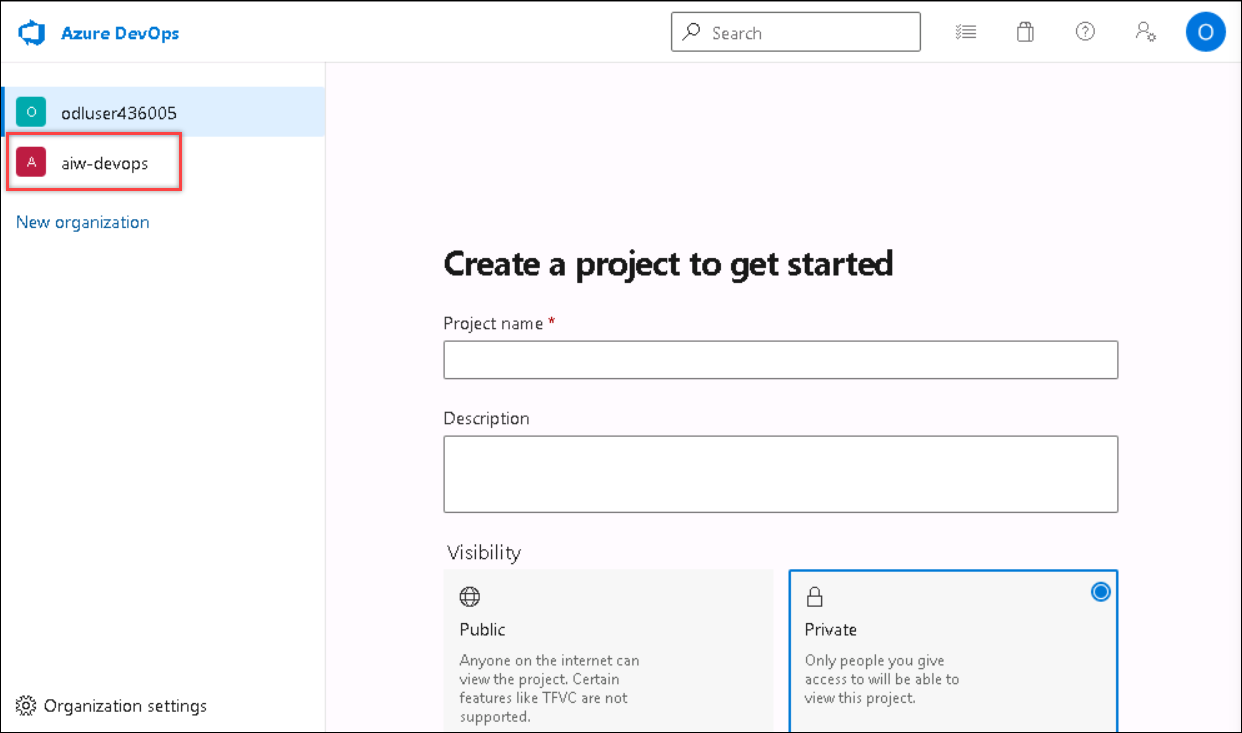 Azure DevOps
Search
O
O
odluser436005
A
aiw-devops
New organization
Create a project to get started
Project name *
Description
Visibility
Public
Anyone on the internet can
view the project. Certain
features like TFVC are not
supported.
Private
Only people you give
access to will be able to
view this project.
Organization settings